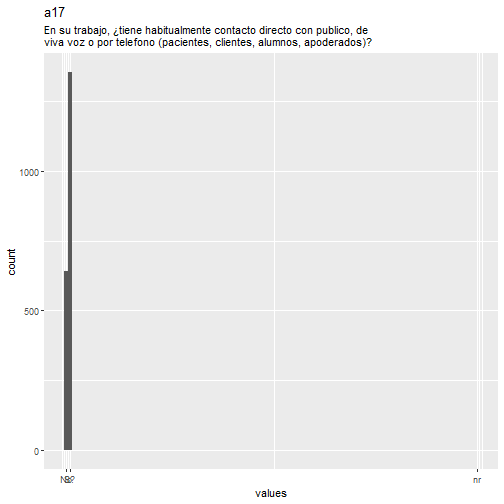 a17
En su trabajo, ¿tiene habitualmente contacto directo con publico, de
viva voz o por telefono (pacientes, clientes, alumnos, apoderados)?
1000
500
0
count
nr
values